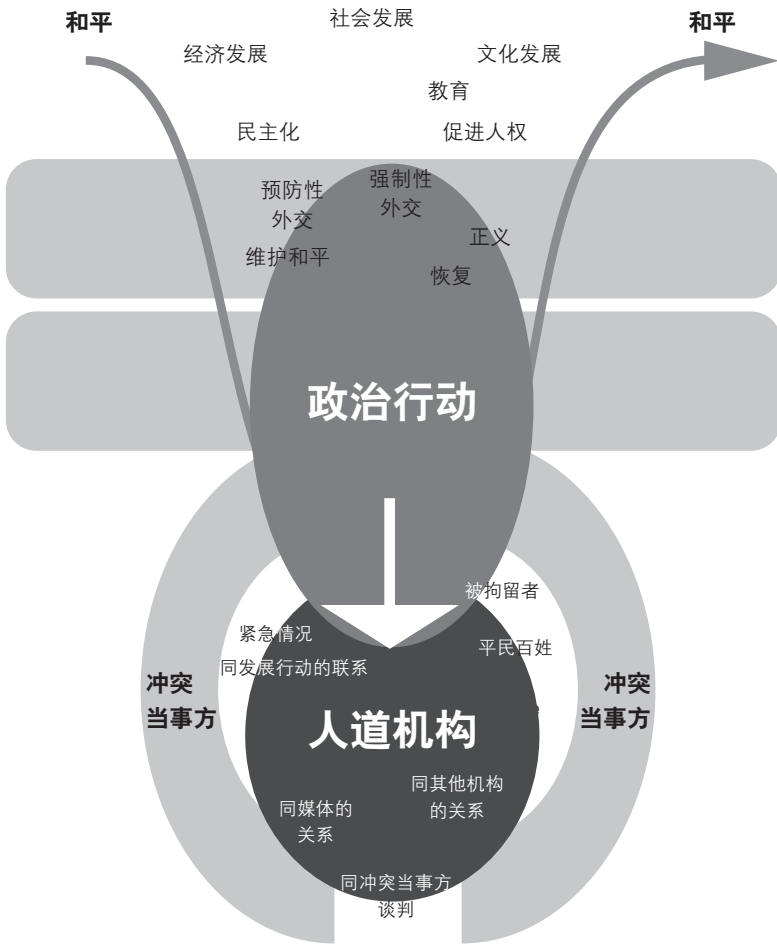 和平
社会发展
和平
经济发展
文化发展
教育
民主化
促进人权
预防性
外交
强制性
外交
正义
维护和平
恢复
政治行动
被拘留者
紧急情况
平民百姓
同发展行动的联系
冲突
当事方
冲突
当事方
人道机构
同其他机构
的关系
同媒体的
关系
同冲突当事方
谈判